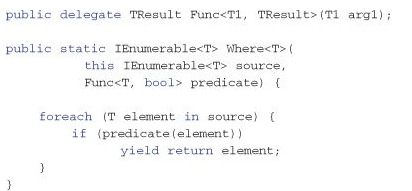 public delegate TResult Func<T1, TResult>(T1 arg1);
public static IEnumerable<T> Where<T>(
this IEnumerable<T> source,
Func<T, bool> predicate) {
foreach (T element in source) {
if (predicate(element))
yield return element;
}
}